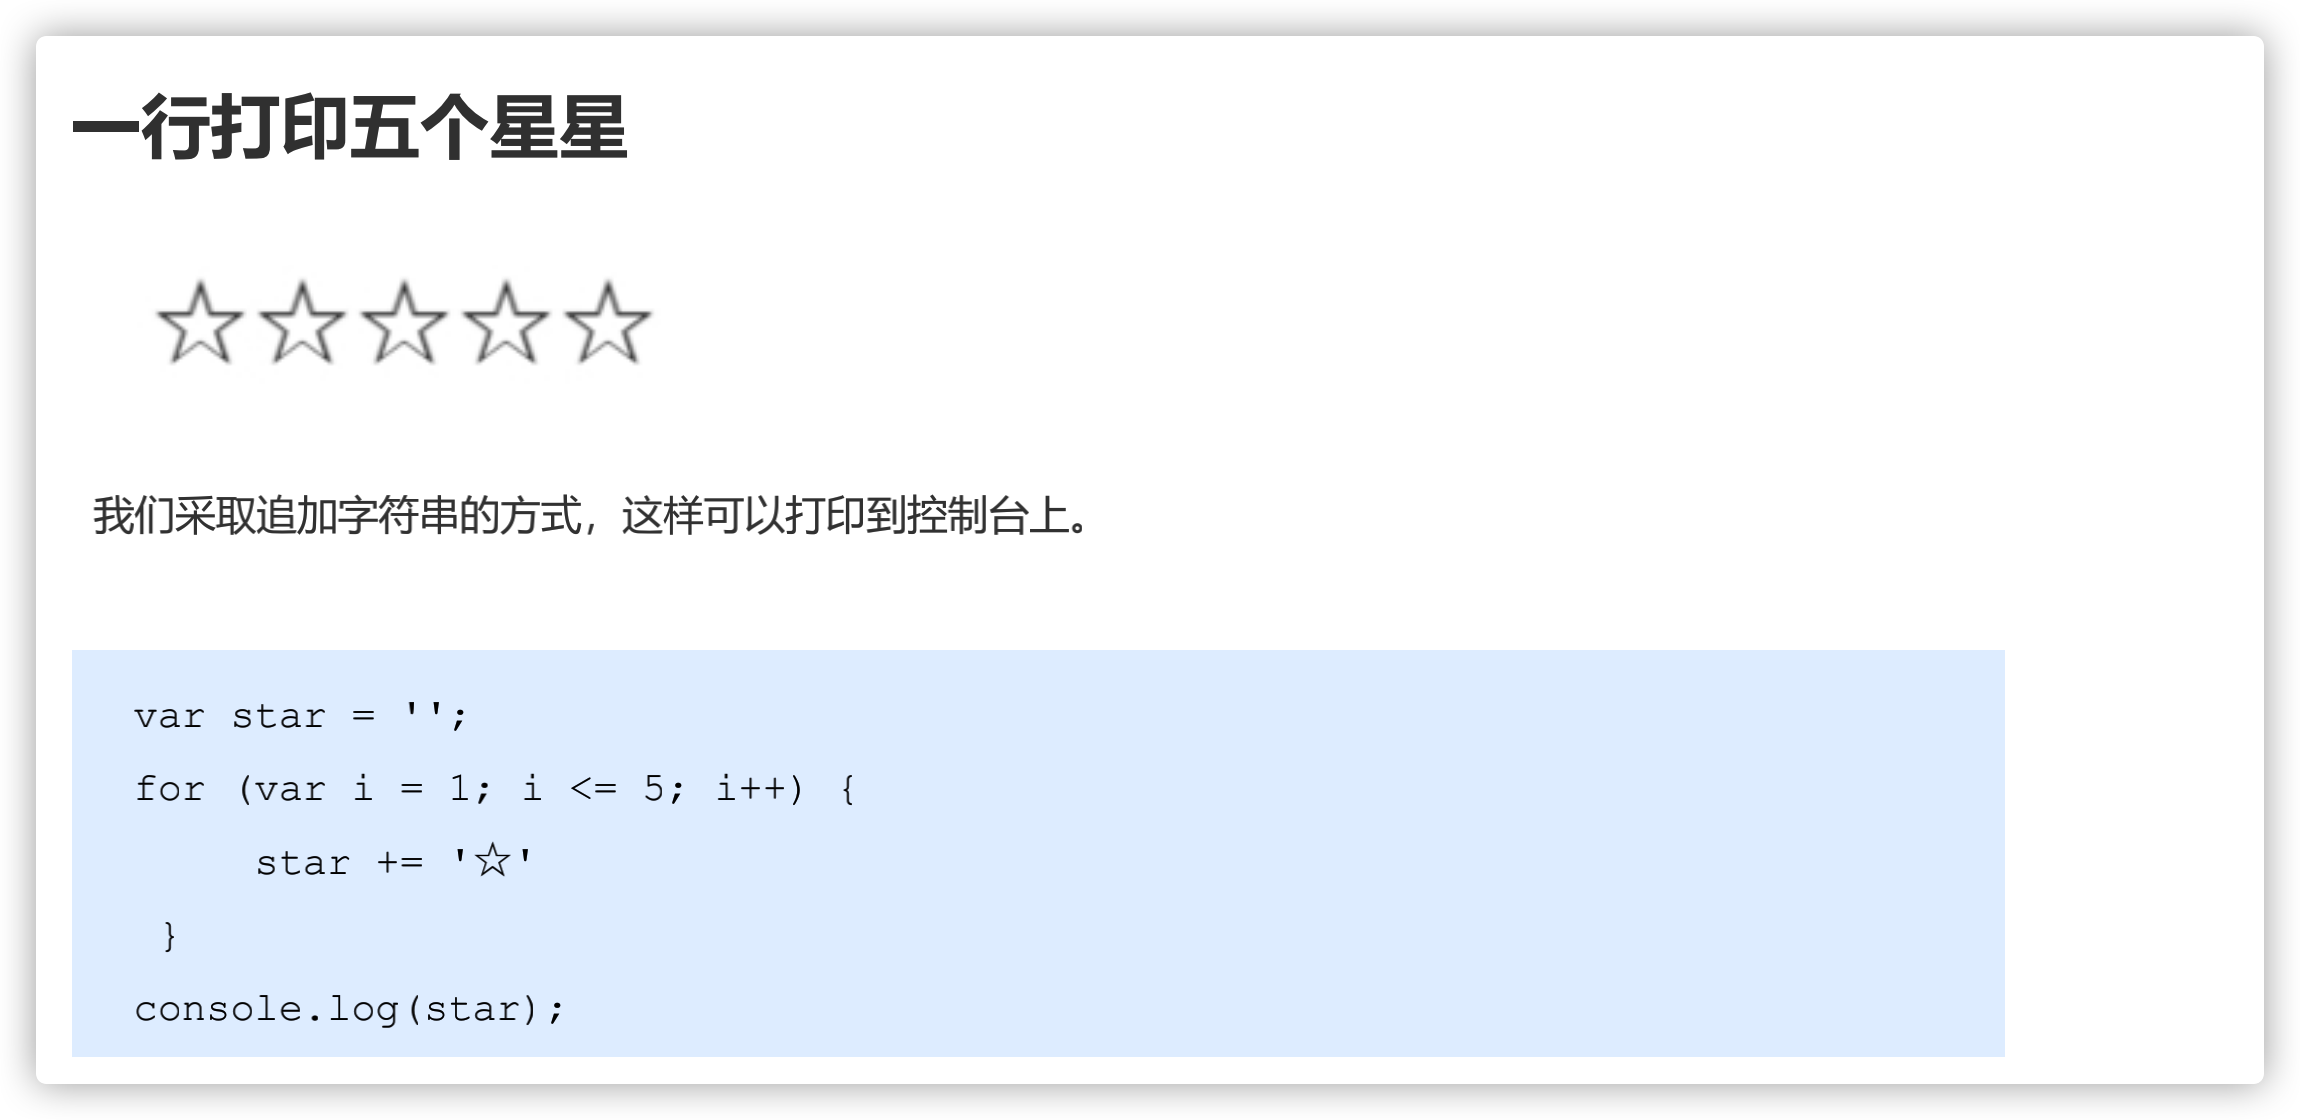 一行打印五个星星
☆☆☆☆☆
我们采取追加字符串的方式，这样可以打印到控制台上。
var star = '';
for (var i = 1; i <= 5; i++) {
     star += '☆'
 }
console.log(star);